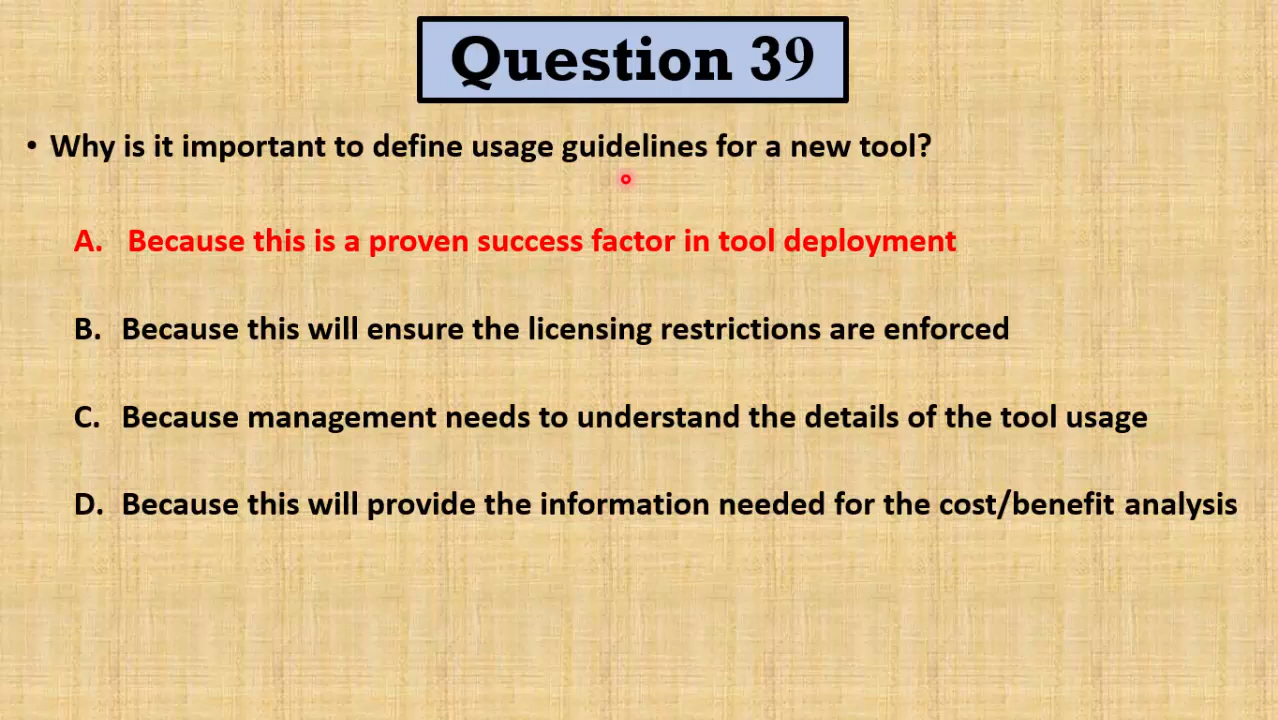 Question 39
• Why is it important to define usage guidelines for a new tool?
A. Because this is a proven success factor in tool deployment
B. Because this will ensure the licensing restrictions are enforced
C. Because management needs to understand the details of the tool usage
D. Because this will provide the information needed for the cost/benefit analysis